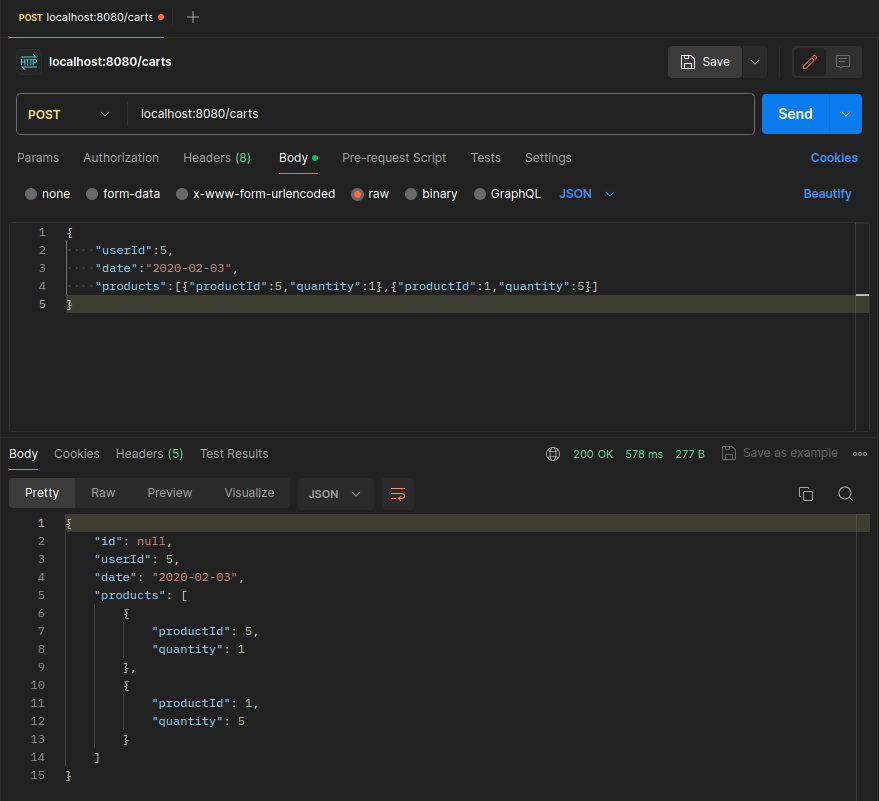 POST localhost:8080/carts
HTTP localhost:8080/carts Save
POST localhost:8080/carts Send
Params Authorization Headers (8) Body Pre-request Script Tests Settings Cookies
none form-data x-www-form-urlencoded raw binary GraphQL JSON Beautify
1 {
2 ····"userId":5,
3 ····"date":"2020-02-03",
4 ····"products":[{"productId":5,"quantity":1},{"productId":1,"quantity":5}]
5 }
Body Cookies Headers (5) Test Results 200 OK 578 ms 277 B Save as example
Pretty Raw Preview Visualize JSON
1 {
2 "id": null,
3 "userId": 5,
4 "date": "2020-02-03",
5 "products": [
6 {
7 "productId": 5,
8 "quantity": 1
9 },
10 {
11 "productId": 1,
12 "quantity": 5
13 }
14 ]
15 }